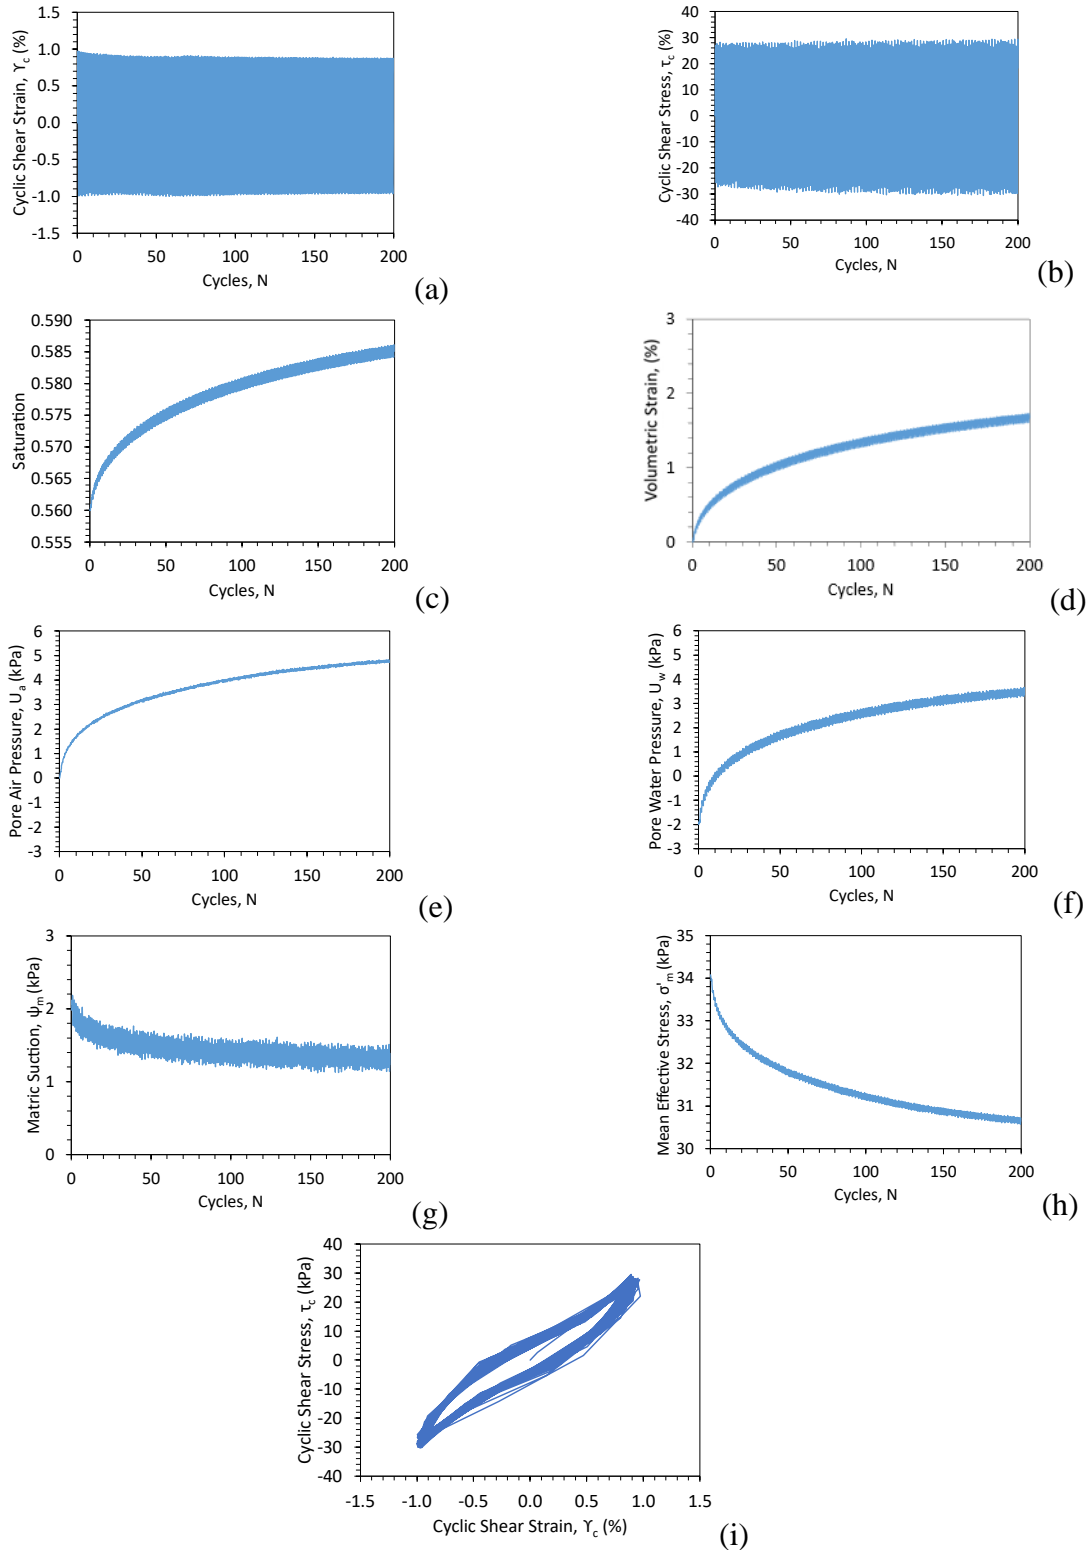 1.5
1.0
0.5
0.0
-0.5
-1.0
-1.5
Cyclic Shear Strain, ϒc (%)
0 50 100 150 200
Cycles, N
(a)
40
30
20
10
0
-10
-20
-30
-40
Cyclic Shear Stress, τc (%)
0 50 100 150 200
Cycles, N
(b)
0.590
0.585
0.580
0.575
0.570
0.565
0.560
0.555
Saturation
0 50 100 150 200
Cycles, N
(c)
3
2
1
0
Volumetric Strain, (%)
0 50 100 150 200
Cycles, N
(d)
6
5
4
3
2
1
0
-1
-2
-3
Pore Air Pressure, Ua (kPa)
0 50 100 150 200
Cycles, N
(e)
6
5
4
3
2
1
0
-1
-2
-3
Pore Water Pressure, Uw (kPa)
0 50 100 150 200
Cycles, N
(f)
3
2
1
0
Matric Suction, ψm (kPa)
0 50 100 150 200
Cycles, N
(g)
35
34
33
32
31
30
Mean Effective Stress, σ'm (kPa)
0 50 100 150 200
Cycles, N
(h)
40
30
20
10
0
-10
-20
-30
-40
Cyclic Shear Stress, τc (kPa)
-1.5 -1.0 -0.5 0.0 0.5 1.0 1.5
Cyclic Shear Strain, ϒc (%)
(i)